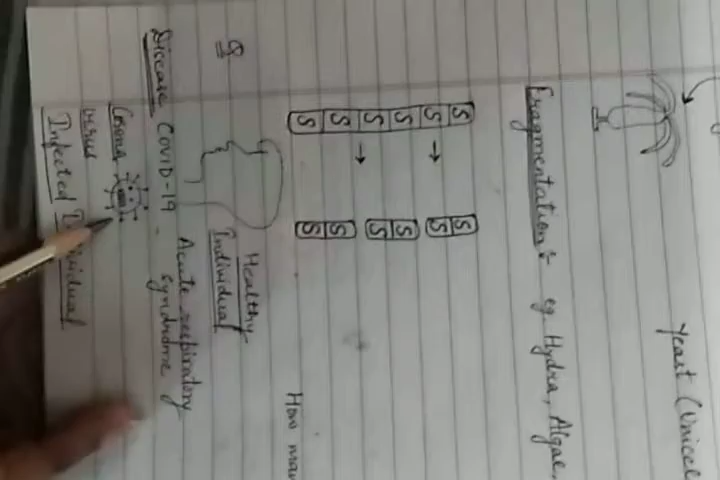 Yeast (Unicel
Fragmentation :- eg Hydra, Algae,
S S S S S S
S S S S S S
How man
Healthy
Individual
Disease COVID-19 - Acute respiratory
syndrome
Corona
virus
Infected Individual